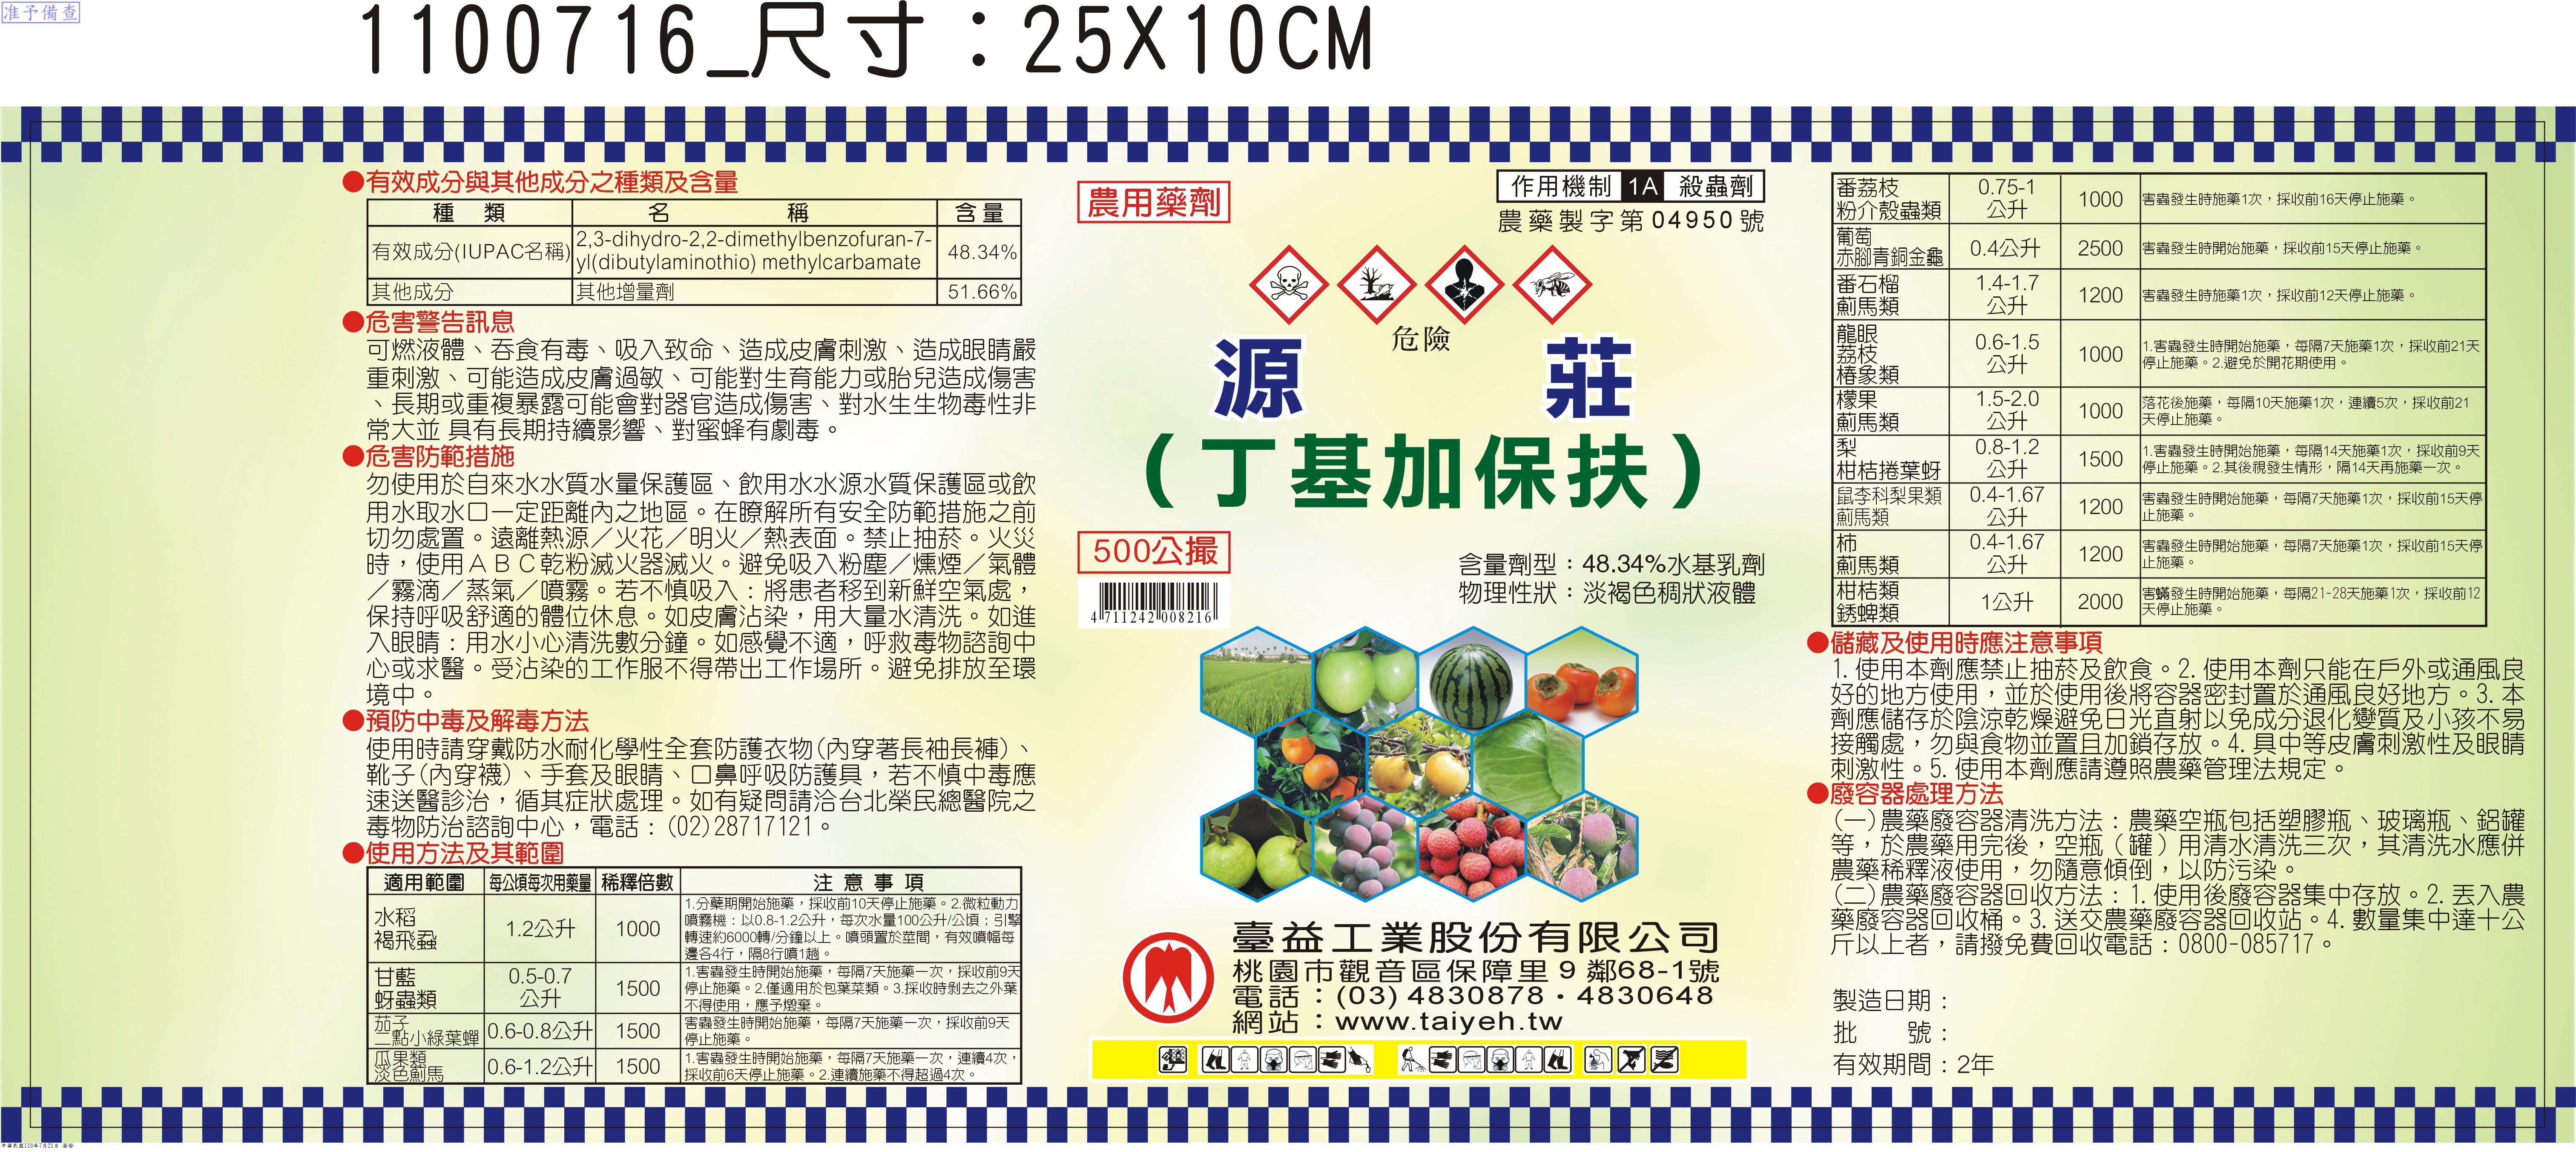 准予備查
1100716_尺寸：25X10CM
●有效成分與其他成分之種類及含量
種　類　名　　稱　含量
有效成分(IUPAC名稱) 2,3-dihydro-2,2-dimethylbenzofuran-7-
yl(dibutylaminothio) methylcarbamate 48.34%
其他成分 其他增量劑 51.66%
●危害警告訊息
可燃液體、吞食有毒、吸入致命、造成皮膚刺激、造成眼睛嚴
重刺激、可能造成皮膚過敏、可能對生育能力或胎兒造成傷害
、長期或重複暴露可能會對器官造成傷害、對水生生物毒性非
常大並 具有長期持續影響、對蜜蜂有劇毒。
●危害防範措施
勿使用於自來水水質水量保護區、飲用水水源水質保護區或飲
用水取水口一定距離內之地區。在瞭解所有安全防範措施之前
切勿處置。遠離熱源／火花／明火／熱表面。禁止抽菸。火災
時，使用ＡＢＣ乾粉滅火器滅火。避免吸入粉塵／燻煙／氣體
／霧滴／蒸氣／噴霧。若不慎吸入：將患者移到新鮮空氣處，
保持呼吸舒適的體位休息。如皮膚沾染，用大量水清洗。如進
入眼睛：用水小心清洗數分鐘。如感覺不適，呼救毒物諮詢中
心或求醫。受沾染的工作服不得帶出工作場所。避免排放至環
境中。
●預防中毒及解毒方法
使用時請穿戴防水耐化學性全套防護衣物(內穿著長袖長褲)、
靴子(內穿襪)、手套及眼睛、口鼻呼吸防護具，若不慎中毒應
速送醫診治，循其症狀處理。如有疑問請洽台北榮民總醫院之
毒物防治諮詢中心，電話：(02)28717121。
●使用方法及其範圍
適用範圍 每公頃每次用藥量 稀釋倍數 注意事項
水稻
褐飛蝨 1.2公升 1000
1.分蘗期開始施藥，採收前10天停止施藥。2.微粒動力
噴霧機：以0.8-1.2公升，每次水量100公升/公頃；引擎
轉速約6000轉/分鐘以上。噴頭置於莖間，有效噴幅每
邊各4行，隔8行噴1趟。
甘藍
蚜蟲類 0.5-0.7
公升 1500
1.害蟲發生時開始施藥，每隔7天施藥一次，採收前9天
停止施藥。2.僅適用於包葉菜類。3.採收時剝去之外葉
不得使用，應予燬棄。
茄子
二點小綠葉蟬 0.6-0.8公升 1500
害蟲發生時開始施藥，每隔7天施藥一次，採收前9天
停止施藥。
瓜果類
淡色薊馬 0.6-1.2公升 1500
1.害蟲發生時開始施藥，每隔7天施藥一次，連續4次，
採收前6天停止施藥。2.連續施藥不得超過4次。
農用藥劑
作用機制 1A 殺蟲劑
農藥製字第04950號
危險
源　莊
（丁基加保扶）
500公撮
4 711242 008216
含量劑型：48.34%水基乳劑
物理性狀：淡褐色稠狀液體
臺益工業股份有限公司
桃園市觀音區保障里9鄰68-1號
電話：(03) 4830878・4830648
網站：www.taiyeh.tw
番荔枝
粉介殼蟲類 0.75-1
公升 1000 害蟲發生時施藥1次，採收前16天停止施藥。
葡萄
赤腳青銅金龜 0.4公升 2500 害蟲發生時開始施藥，採收前15天停止施藥。
番石榴
薊馬類 1.4-1.7
公升 1200 害蟲發生時施藥1次，採收前12天停止施藥。
龍眼
荔枝
椿象類 0.6-1.5
公升 1000
1.害蟲發生時開始施藥，每隔7天施藥1次，採收前21天
停止施藥。2.避免於開花期使用。
檬果
薊馬類 1.5-2.0
公升 1000
落花後施藥，每隔10天施藥1次，連續5次，採收前21
天停止施藥。
梨
柑桔捲葉蚜 0.8-1.2
公升 1500
1.害蟲發生時開始施藥，每隔14天施藥1次，採收前9天
停止施藥。2.其後視發生情形，隔14天再施藥一次。
鼠李科梨果類
薊馬類 0.4-1.67
公升 1200
害蟲發生時開始施藥，每隔7天施藥1次，採收前15天停
止施藥。
柿
薊馬類 0.4-1.67
公升 1200
害蟲發生時開始施藥，每隔7天施藥1次，採收前15天停
止施藥。
柑桔類
銹蜱類 1公升 2000
害蟎發生時開始施藥，每隔21-28天施藥1次，採收前12
天停止施藥。
●儲藏及使用時應注意事項
1.使用本劑應禁止抽菸及飲食。2.使用本劑只能在戶外或通風良
好的地方使用，並於使用後將容器密封置於通風良好地方。3.本
劑應儲存於陰涼乾燥避免日光直射以免成分退化變質及小孩不易
接觸處，勿與食物並置且加鎖存放。4.具中等皮膚刺激性及眼睛
刺激性。5.使用本劑應請遵照農藥管理法規定。
●廢容器處理方法
(一)農藥廢容器清洗方法：農藥空瓶包括塑膠瓶、玻璃瓶、鋁罐
等，於農藥用完後，空瓶（罐）用清水清洗三次，其清洗水應併
農藥稀釋液使用，勿隨意傾倒，以防污染。
(二)農藥廢容器回收方法：1.使用後廢容器集中存放。2.丟入農
藥廢容器回收桶。3.送交農藥廢容器回收站。4.數量集中達十公
斤以上者，請撥免費回收電話：0800-085717。
製造日期：
批　　號：
有效期間：2年
中華民國110年7月21日